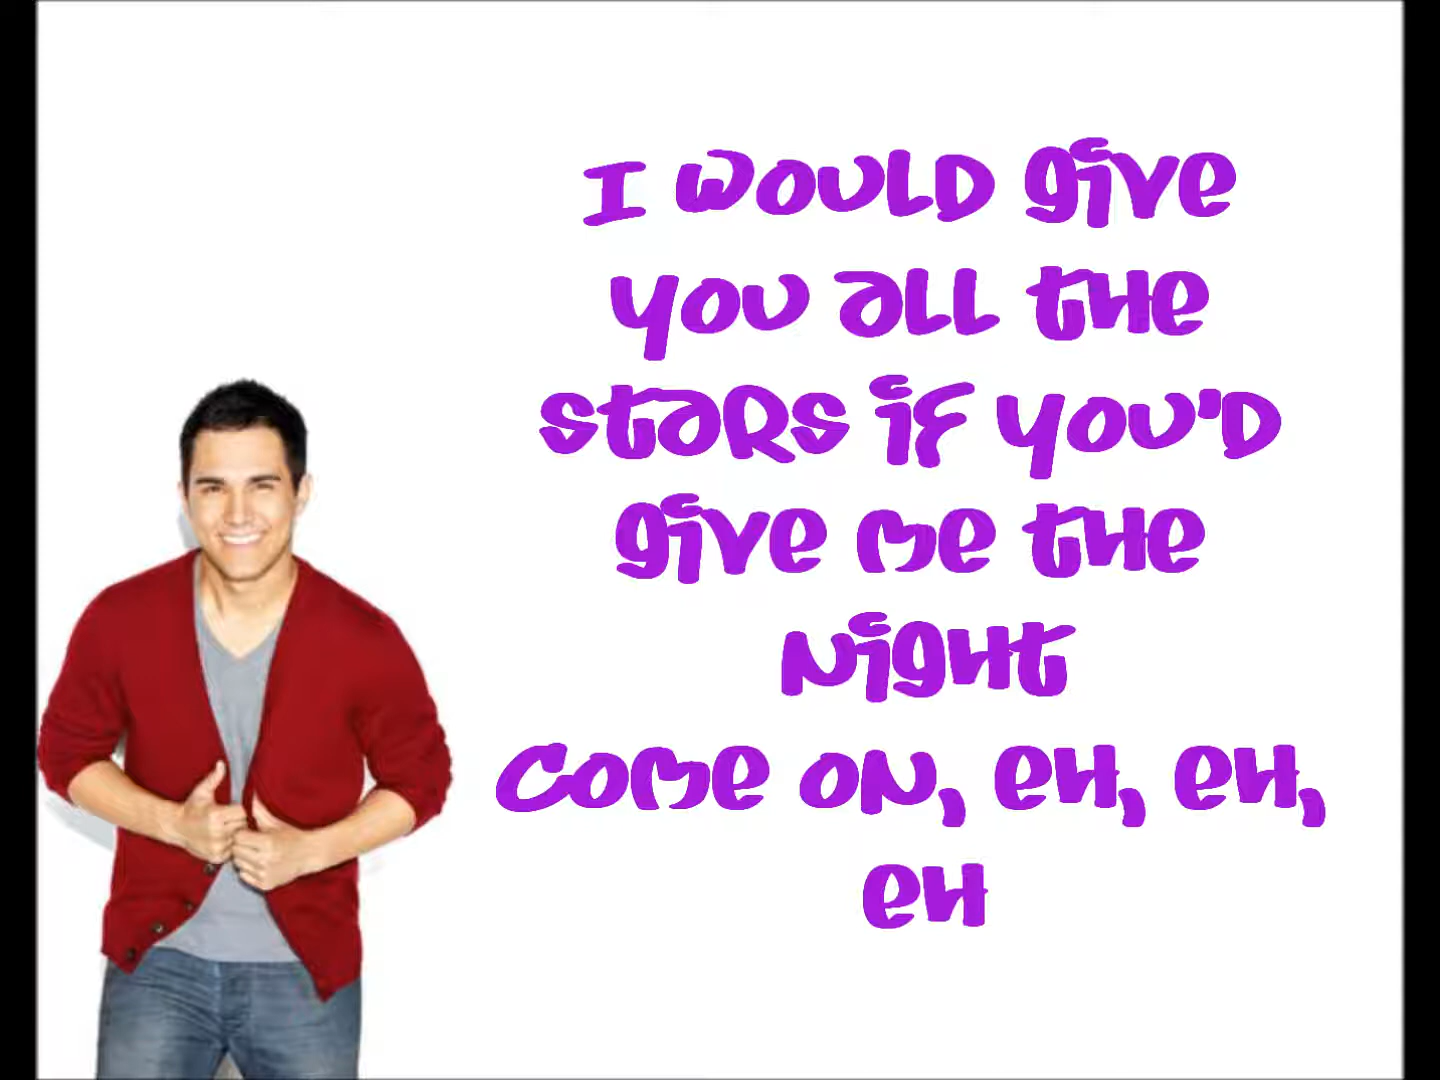 I would give
you all the
stars if you'd
give me the
night
Come on, eh, eh,
eh